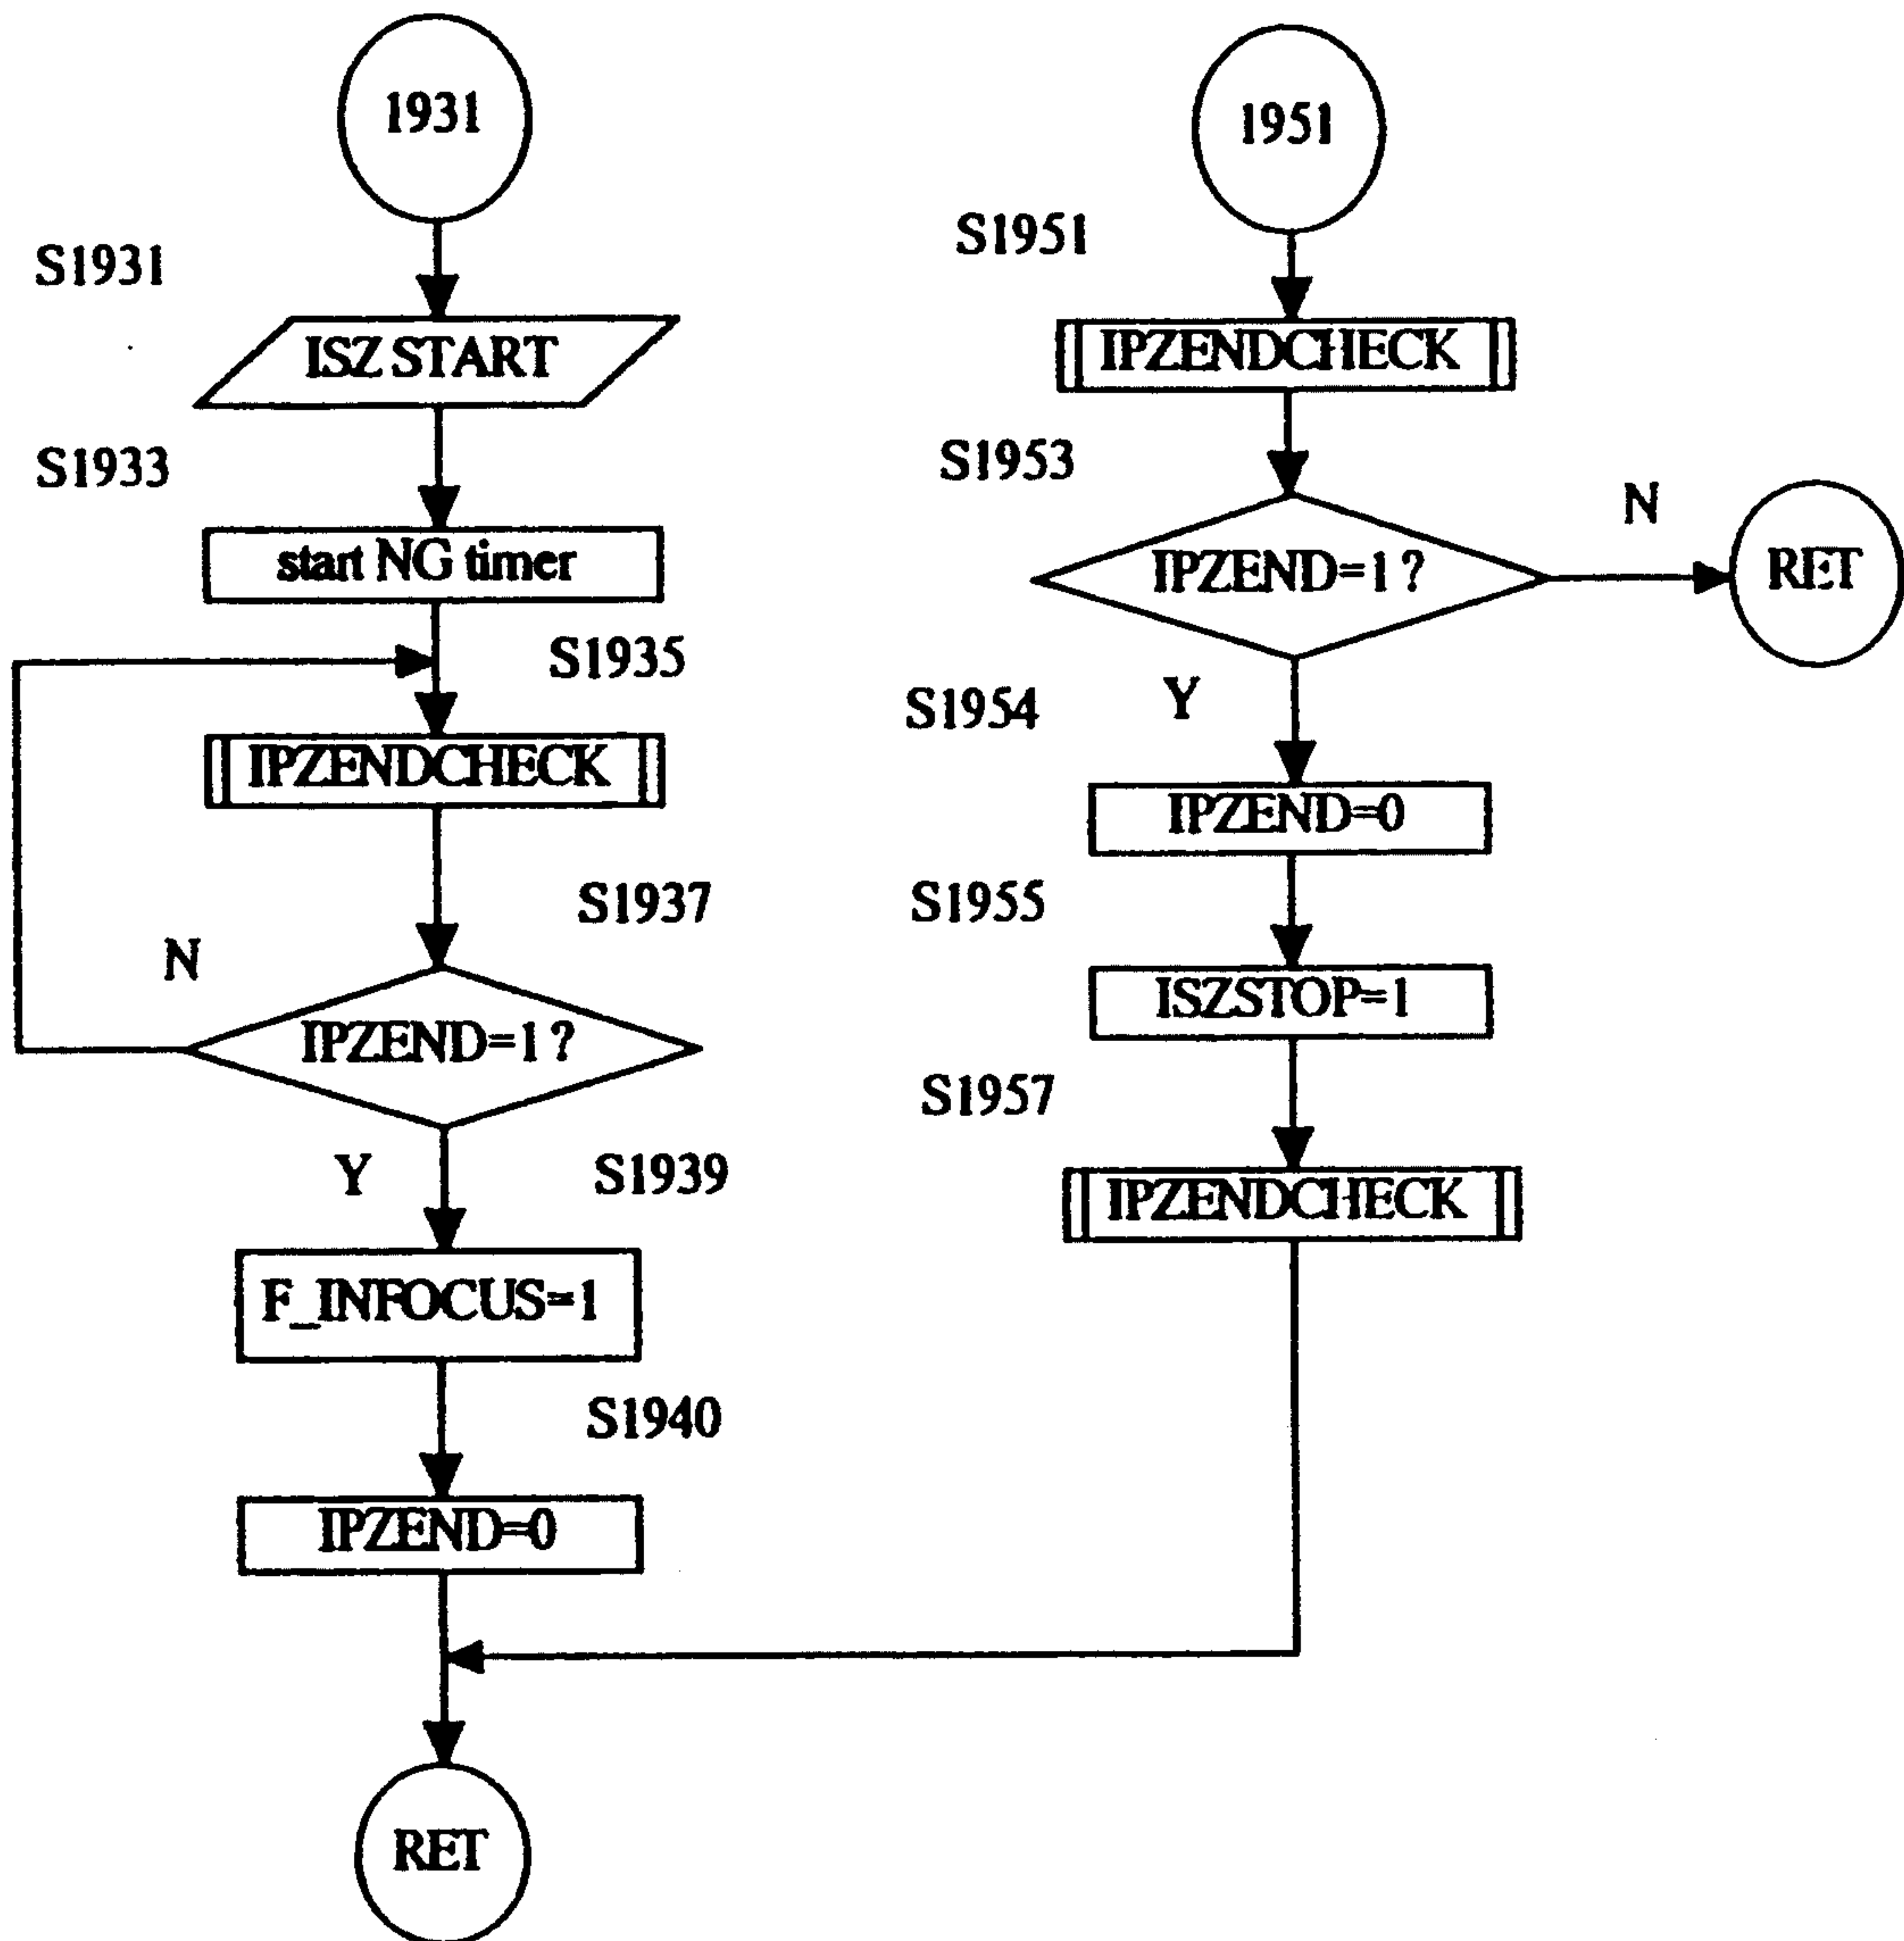 1931
S1931
ISZ START
S1933
start NG timer
S1935
IPZENDCHECK
S1937
N
IPZEND=1 ?
Y
S1939
F_INFOCUS=1
S1940
IPZEND=0
RET
1951
S1951
IPZENDCHECK
S1953
IPZEND=1 ?
N
RET
S1954
Y
IPZEND=0
S1955
ISZSTOP=1
S1957
IPZENDCHECK